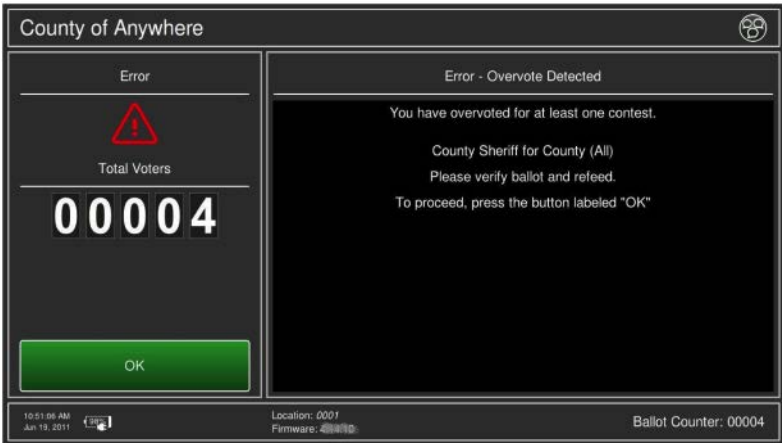 County of Anywhere
Error
Total Voters
00004
OK
Error - Overvote Detected
You have overvoted for at least one contest.
County Sheriff for County (All)
Please verify ballot and refeed.
To proceed, press the button labeled "OK"
10:51:06 AM
Jun 19, 2011
98%
Location: 0001
Firmware:
Ballot Counter: 00004